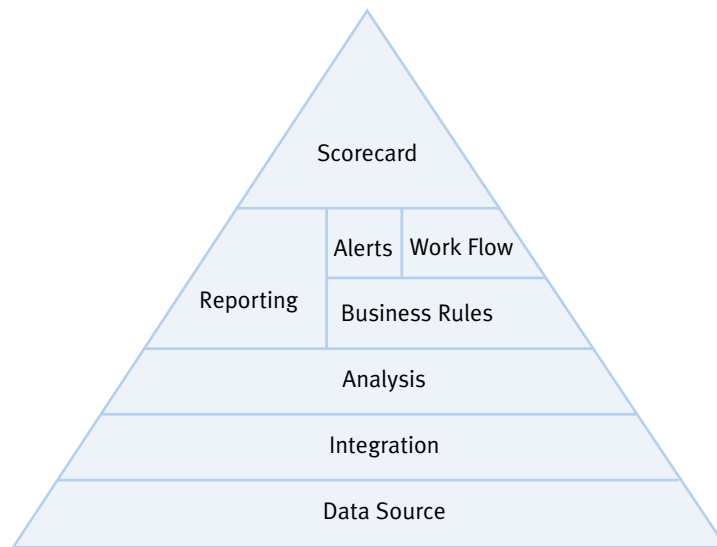 Scorecard
Alerts
Work Flow
Reporting
Business Rules
Analysis
Integration
Data Source